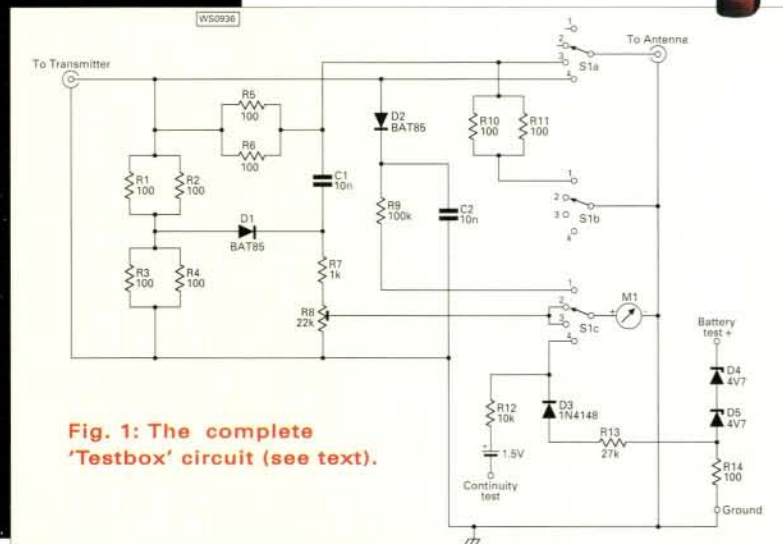 WS0936
To Transmitter
To Antenna
1
2
3
4
S1a
R5
100
R6
100
D2
BAT85
R10
100
R11
100
R1
100
R2
100
C1
10n
R9
100k
C2
10n
1
2
3
4
S1b
D1
BAT85
R3
100
R4
100
R7
1k
R8
22k
1
2
3
4
S1c
M1
+
-
Battery
test +
D4
4V7
D5
4V7
R12
10k
D3
1N4148
R13
27k
+
1.5V
R14
100
Continuity
test
Ground
Fig. 1: The complete
'Testbox' circuit (see text).